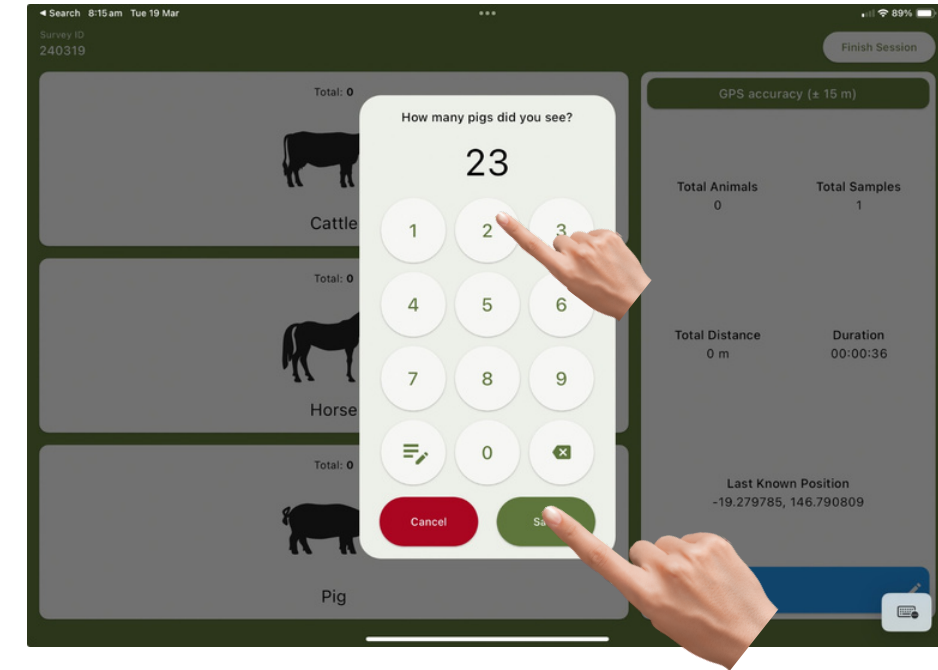 ◄ Search 8:15 am Tue 19 Mar
89%
Survey ID
240319
Finish Session
Total: 0
Cattle
Total: 0
Horse
Total: 0
Pig
How many pigs did you see?
23
1 2 3
4 5 6
7 8 9
0
Cancel
GPS accuracy (± 15 m)
Total Animals Total Samples
0 1
Total Distance Duration
0 m 00:00:36
Last Known Position
-19.279785, 146.790809